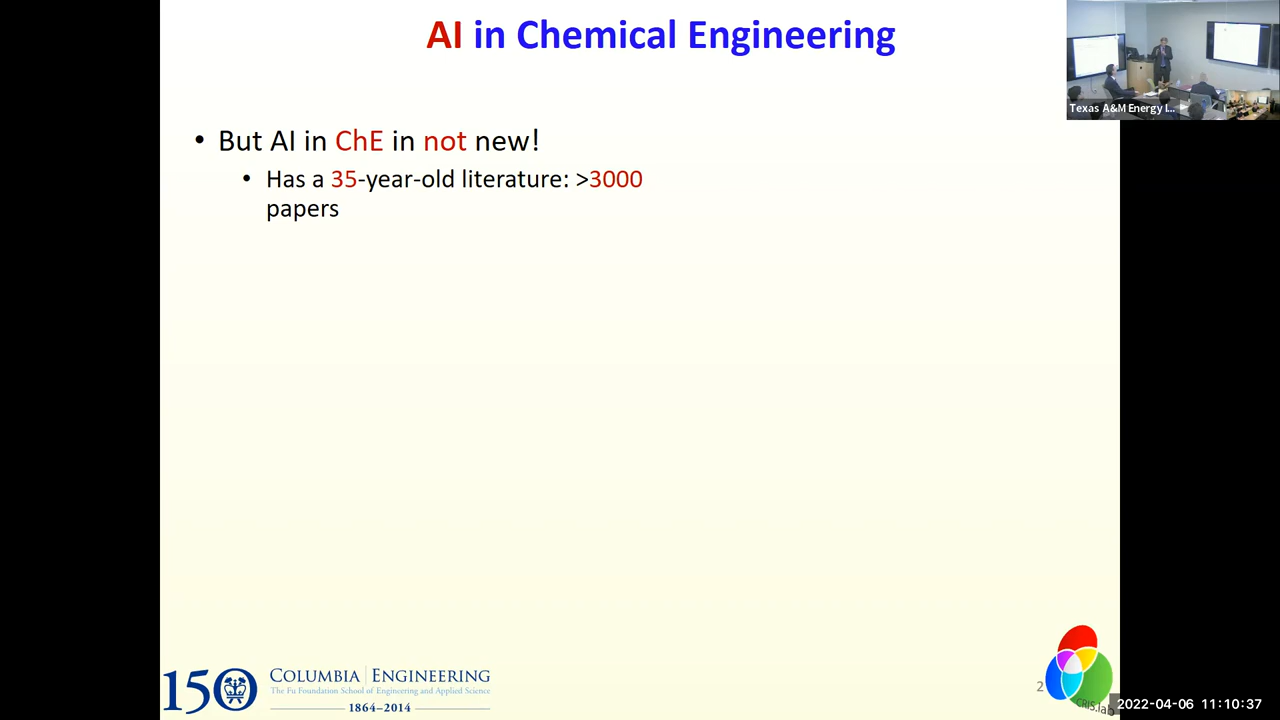 AI in Chemical Engineering
Texas A&M Energy I...
• But AI in ChE in not new!
• Has a 35-year-old literature: >3000
papers
150
COLUMBIA | ENGINEERING
The Fu Foundation School of Engineering and Applied Science
1864–2014
2
CRIS.lab
2022-04-06 11:10:37